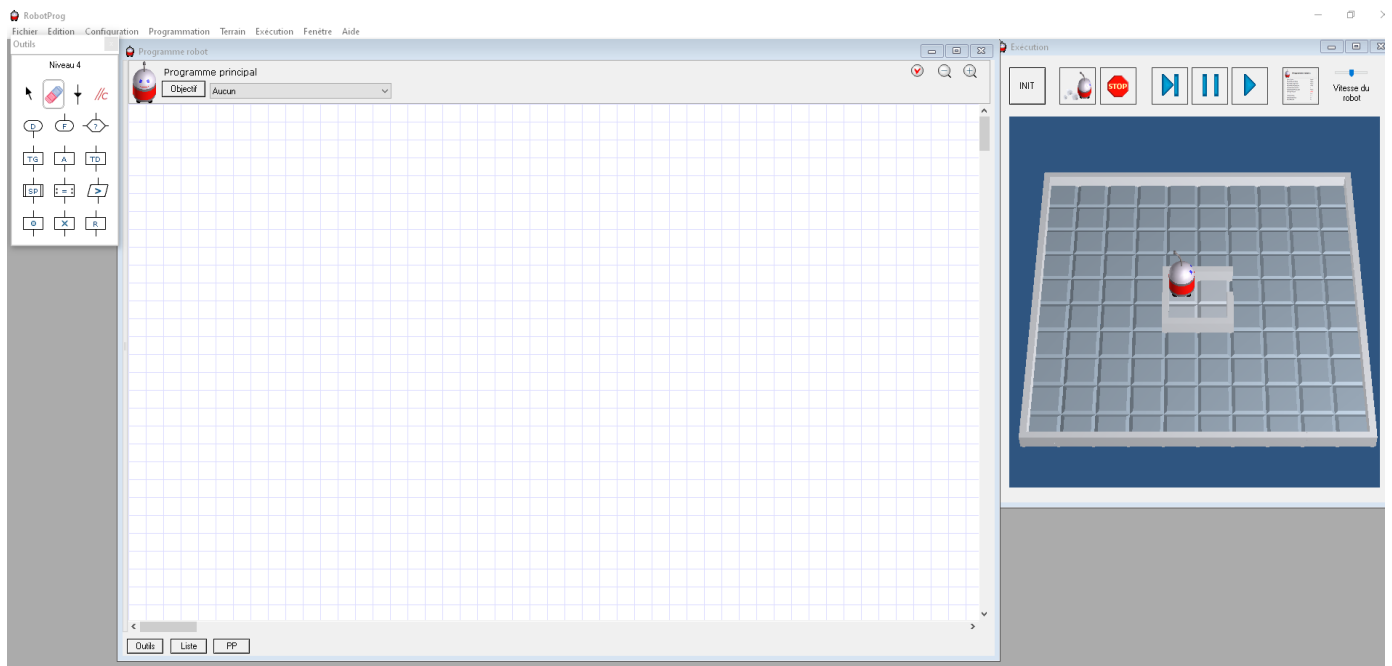 RobotProg
Fichier Edition Configuration Programmation Terrain Exécution Fenêtre Aide
Outils
Niveau 4
//c
D F ?
TG A TD
SP : = : >
o X R
Programme robot
Programme principal
Objectif Aucun
Outils Liste PP
Exécution
INIT
STOP
Vitesse du
robot